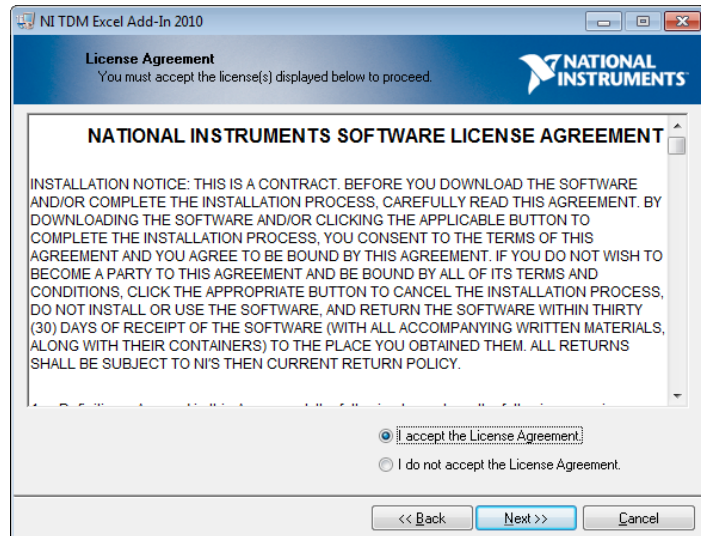 NI TDM Excel Add-In 2010
License Agreement
You must accept the license(s) displayed below to proceed.
NATIONAL
INSTRUMENTS
NATIONAL INSTRUMENTS SOFTWARE LICENSE AGREEMENT
INSTALLATION NOTICE: THIS IS A CONTRACT. BEFORE YOU DOWNLOAD THE SOFTWARE
AND/OR COMPLETE THE INSTALLATION PROCESS, CAREFULLY READ THIS AGREEMENT. BY
DOWNLOADING THE SOFTWARE AND/OR CLICKING THE APPLICABLE BUTTON TO
COMPLETE THE INSTALLATION PROCESS, YOU CONSENT TO THE TERMS OF THIS
AGREEMENT AND YOU AGREE TO BE BOUND BY THIS AGREEMENT. IF YOU DO NOT WISH TO
BECOME A PARTY TO THIS AGREEMENT AND BE BOUND BY ALL OF ITS TERMS AND
CONDITIONS, CLICK THE APPROPRIATE BUTTON TO CANCEL THE INSTALLATION PROCESS,
DO NOT INSTALL OR USE THE SOFTWARE, AND RETURN THE SOFTWARE WITHIN THIRTY
(30) DAYS OF RECEIPT OF THE SOFTWARE (WITH ALL ACCOMPANYING WRITTEN MATERIALS,
ALONG WITH THEIR CONTAINERS) TO THE PLACE YOU OBTAINED THEM. ALL RETURNS
SHALL BE SUBJECT TO NI'S THEN CURRENT RETURN POLICY.
I accept the License Agreement.
I do not accept the License Agreement.
<< Back
Next >>
Cancel